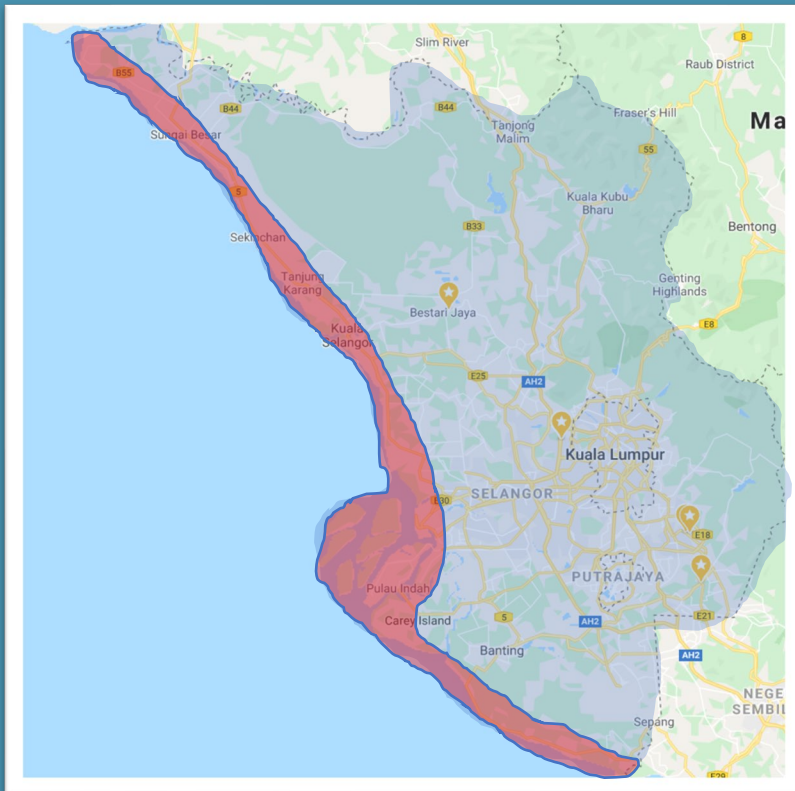 8
Slim River
Raub District
B55
B44
B44
Fraser's Hill
Ma
Tanjong
Malim
Sungai Besar
55
5
Kuala Kubu
Bharu
B33
Bentong
Sekinchan
Tanjung
Karang
Genting
Highlands
Bestari Jaya
E8
Kuala
Selangor
E25
AH2
Kuala Lumpur
SELANGOR
E30
E18
PUTRAJAYA
Pulau Indah
Carey Island
5
AH2
E21
Banting
AH2
NEGE
SEMBIL
Sepang
E29